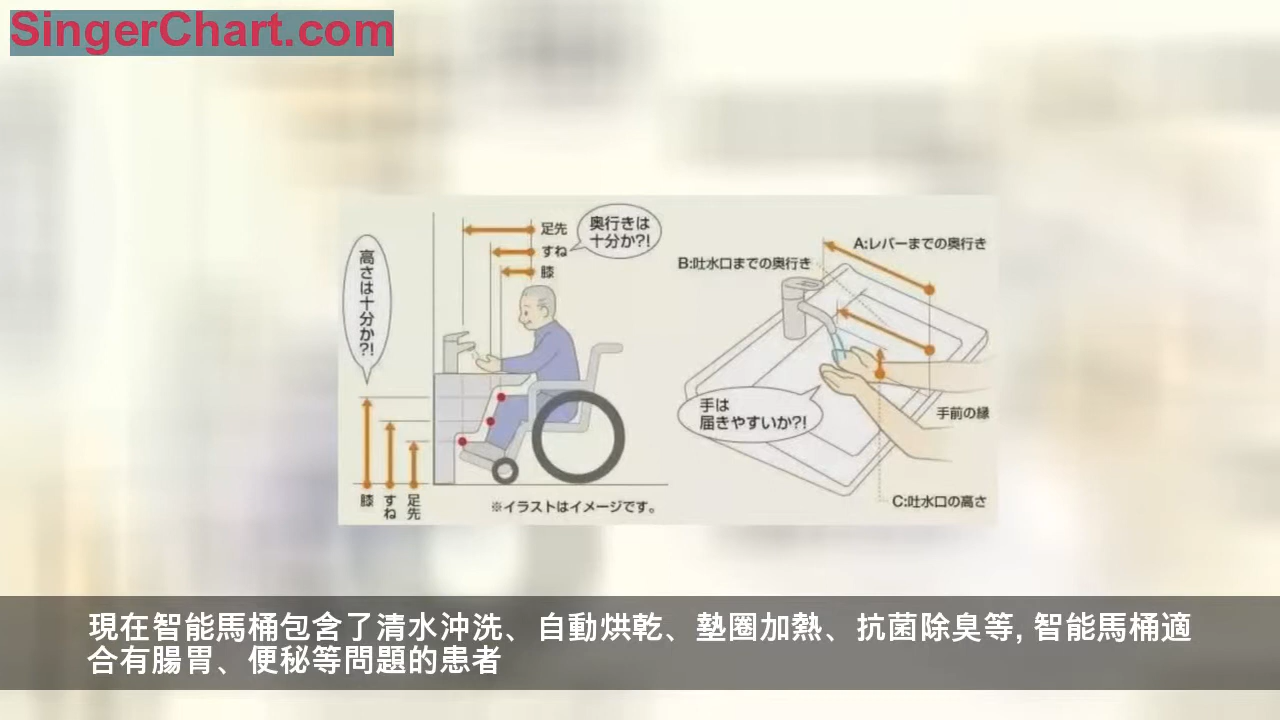 SingerChart.com
高さは十分か?!
足先
すね
膝
奥行きは
十分か?!
膝
すね
足先
※イラストはイメージです。
A:レバーまでの奥行き
B:吐水口までの奥行き
手は
届きやすいか?!
手前の縁
C:吐水口の高さ
現在智能馬桶包含了清水沖洗、自動烘乾、墊圈加熱、抗菌除臭等, 智能馬桶適
合有腸胃、便秘等問題的患者